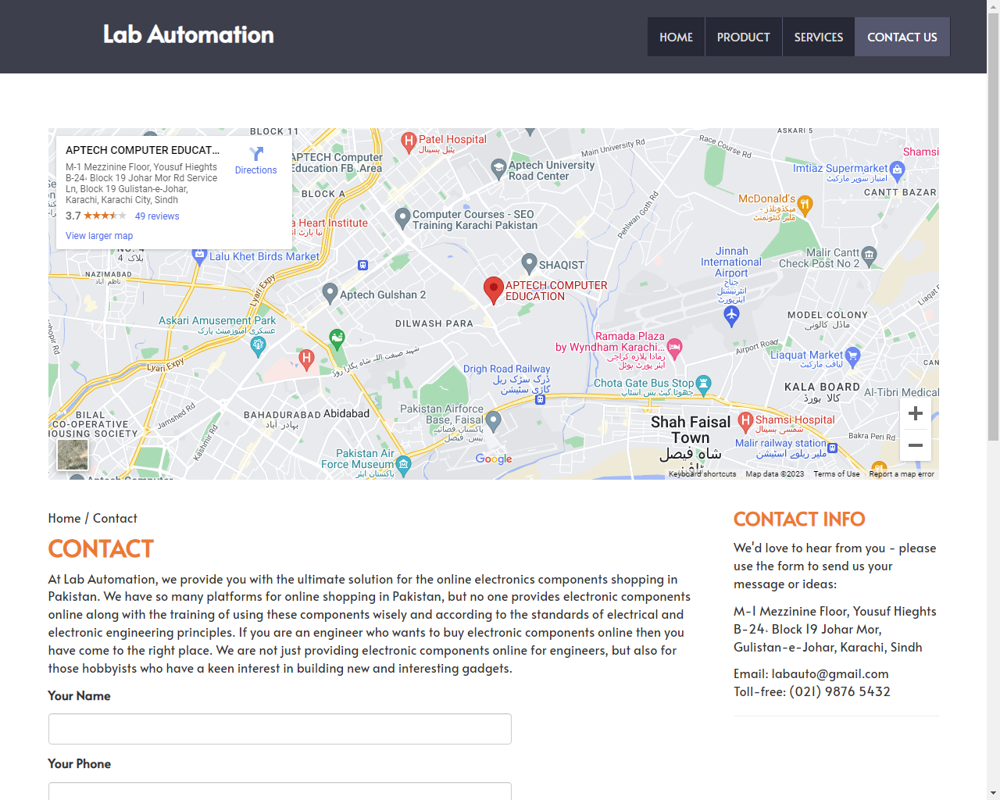 Lab Automation
HOME
PRODUCT
SERVICES
CONTACT US
BLOCK 11
Patel Hospital
پٹیل ہسپتال
Main University Rd
Race Course Rd
ASKARI 5
Shamsi
APTECH COMPUTER EDUCAT...
M-1 Mezzinine Floor, Yousuf Hieghts
B-24، Block 19 Johar Mor Rd Service
Ln, Block 19 Gulistan-e-Johar,
Karachi, Karachi City, Sindh
3.7
49 reviews
View larger map
Directions
APTECH Computer
Education FB .Area
BLOCK A
Aptech University
Road Center
Imtiaz Supermarket
امتیاز سوپر مارکیٹ
CANTT BAZAR
McDonald's
میکڈونلڈز -
ملیر کنٹونمنٹ
Pehlwan Goth Rd
Computer Courses - SEO
Training Karachi Pakistan
a Heart Institute
Lalu Khet Birds Market
بلاک 4
NAZIMABAD
ناظم آباد
Lyari Expy
SHAQIST
Jinnah
International
Airport
جناح
انٹرنیشنل
ایئرپورٹ
Malir Cantt
Check Post No 2
APTECH COMPUTER
EDUCATION
Aptech Gulshan 2
Askari Amusement Park
عسکری امیوزمنٹ پارک
DILWASH PARA
MODEL COLONY
ماڈل کالونی
Liaqat P
Ramada Plaza
by Wyndham Karachi...
رمادا پلازہ کراچی
ایئر پورٹ ہوٹل
Airport Road
Liaquat Market
لیاقت مارکیٹ
CAN
Lyari Expy
شہید صبغت اللہ شاہ پگارا روڈ
Drigh Road Railway
ڈرگ سڑک ریل
گاڑی سٹیشن
Chota Gate Bus Stop
چھوٹا گیٹ بس اسٹاپ
KALA BOARD
کالا بورڈ
Al-Tibri Medical
BILAL
CO-OPERATIVE
HOUSING SOCIETY
Jamshed Rd
Kashmir Rd
BAHADURABAD
بہادر آباد
Abidabad
Pakistan Airforce
Base, Faisal
پاکستان فضائیہ
بیس، فیصل
Shah Faisal
Town
شاہ فیصل
ٹاؤن
Shamsi Hospital
شمسی ہسپتال
Malir railway station
ملیر ریلوے اسٹیشن
Bakra Peri Rd
Pakistan Air
Force Museum
پاکستان ایئر
Google
Keyboard shortcuts
Map data ©2023
Terms of Use
Report a map error
Home / Contact
CONTACT
At Lab Automation, we provide you with the ultimate solution for the online electronics components shopping in
Pakistan. We have so many platforms for online shopping in Pakistan, but no one provides electronic components
online along with the training of using these components wisely and according to the standards of electrical and
electronic engineering principles. If you are an engineer who wants to buy electronic components online then you
have come to the right place. We are not just providing electronic components online for engineers, but also for
those hobbyists who have a keen interest in building new and interesting gadgets.
Your Name
Your Phone
CONTACT INFO
We'd love to hear from you - please
use the form to send us your
message or ideas:
M-1 Mezzinine Floor, Yousuf Hieghts
B-24، Block 19 Johar Mor,
Gulistan-e-Johar, Karachi, Sindh
Email: labauto@gmail.com
Toll-free: (021) 9876 5432